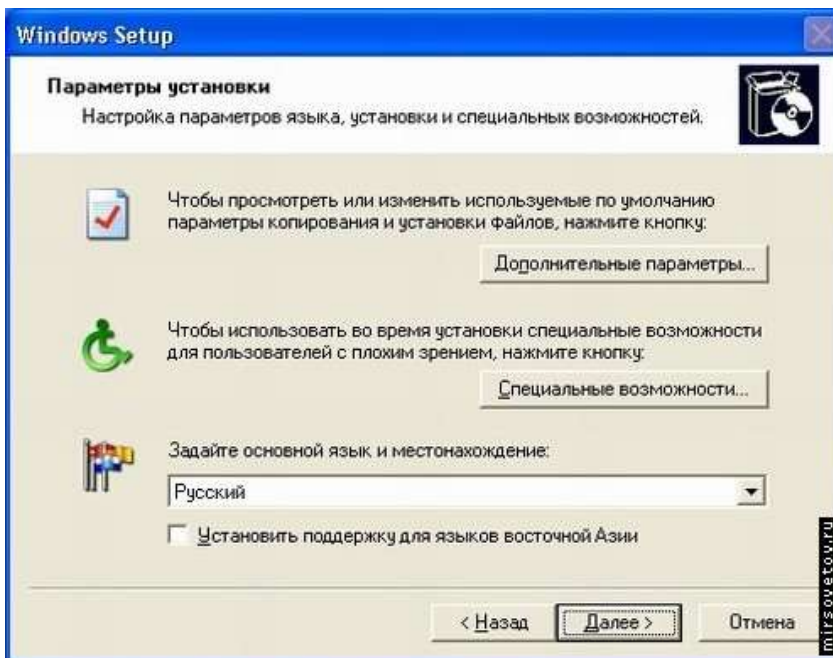 Windows Setup
Параметры установки
Настройка параметров языка, установки и специальных возможностей.
Чтобы просмотреть или изменить используемые по умолчанию
параметры копирования и установки файлов, нажмите кнопку:
Дополнительные параметры...
Чтобы использовать во время установки специальные возможности
для пользователей с плохим зрением, нажмите кнопку:
Специальные возможности...
Задайте основной язык и местонахождение:
Русский
Установить поддержку для языков восточной Азии
< Назад
Далее >
Отмена
mirsovetov.ru